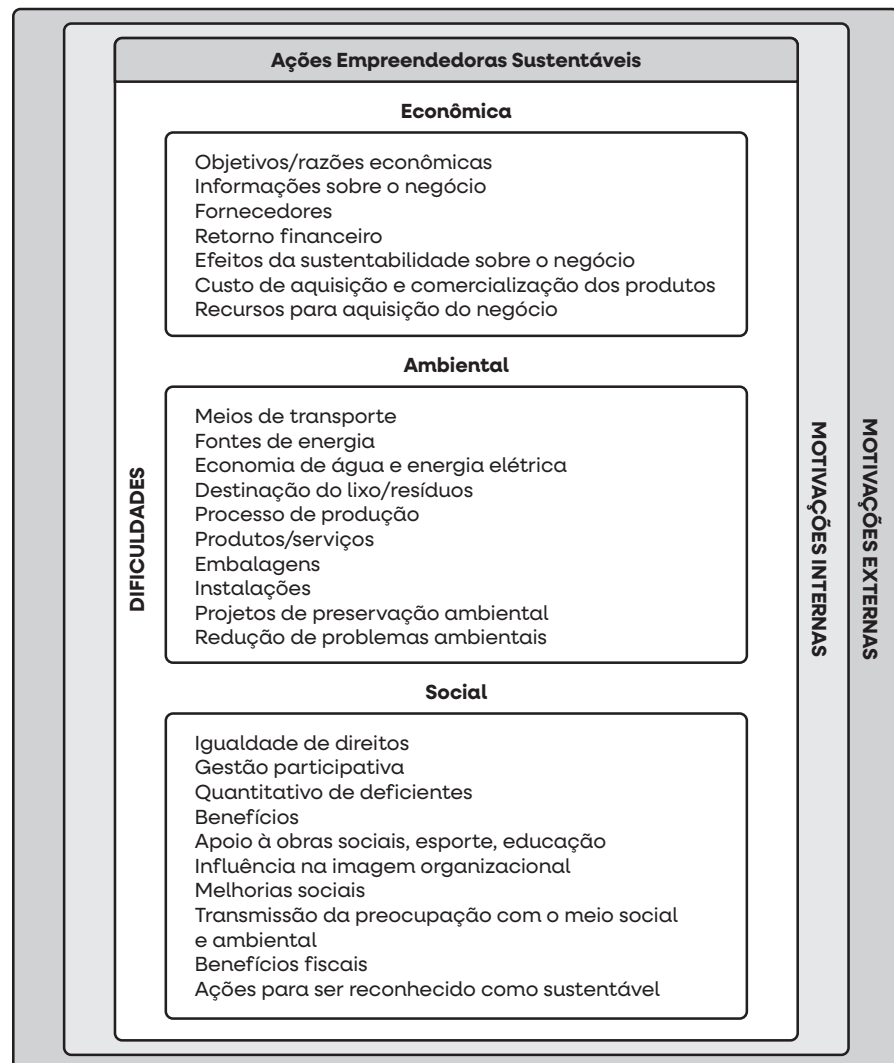 Ações Empreendedoras Sustentáveis
Econômica
Objetivos/razões econômicas
Informações sobre o negócio
Fornecedores
Retorno financeiro
Efeitos da sustentabilidade sobre o negócio
Custo de aquisição e comercialização dos produtos
Recursos para aquisição do negócio
Ambiental
Meios de transporte
Fontes de energia
Economia de água e energia elétrica
Destinação do lixo/resíduos
Processo de produção
Produtos/serviços
Embalagens
Instalações
Projetos de preservação ambiental
Redução de problemas ambientais
Social
Igualdade de direitos
Gestão participativa
Quantitativo de deficientes
Benefícios
Apoio à obras sociais, esporte, educação
Influência na imagem organizacional
Melhorias sociais
Transmissão da preocupação com o meio social
e ambiental
Benefícios fiscais
Ações para ser reconhecido como sustentável
DIFICULDADES
MOTIVAÇÕES INTERNAS
MOTIVAÇÕES EXTERNAS